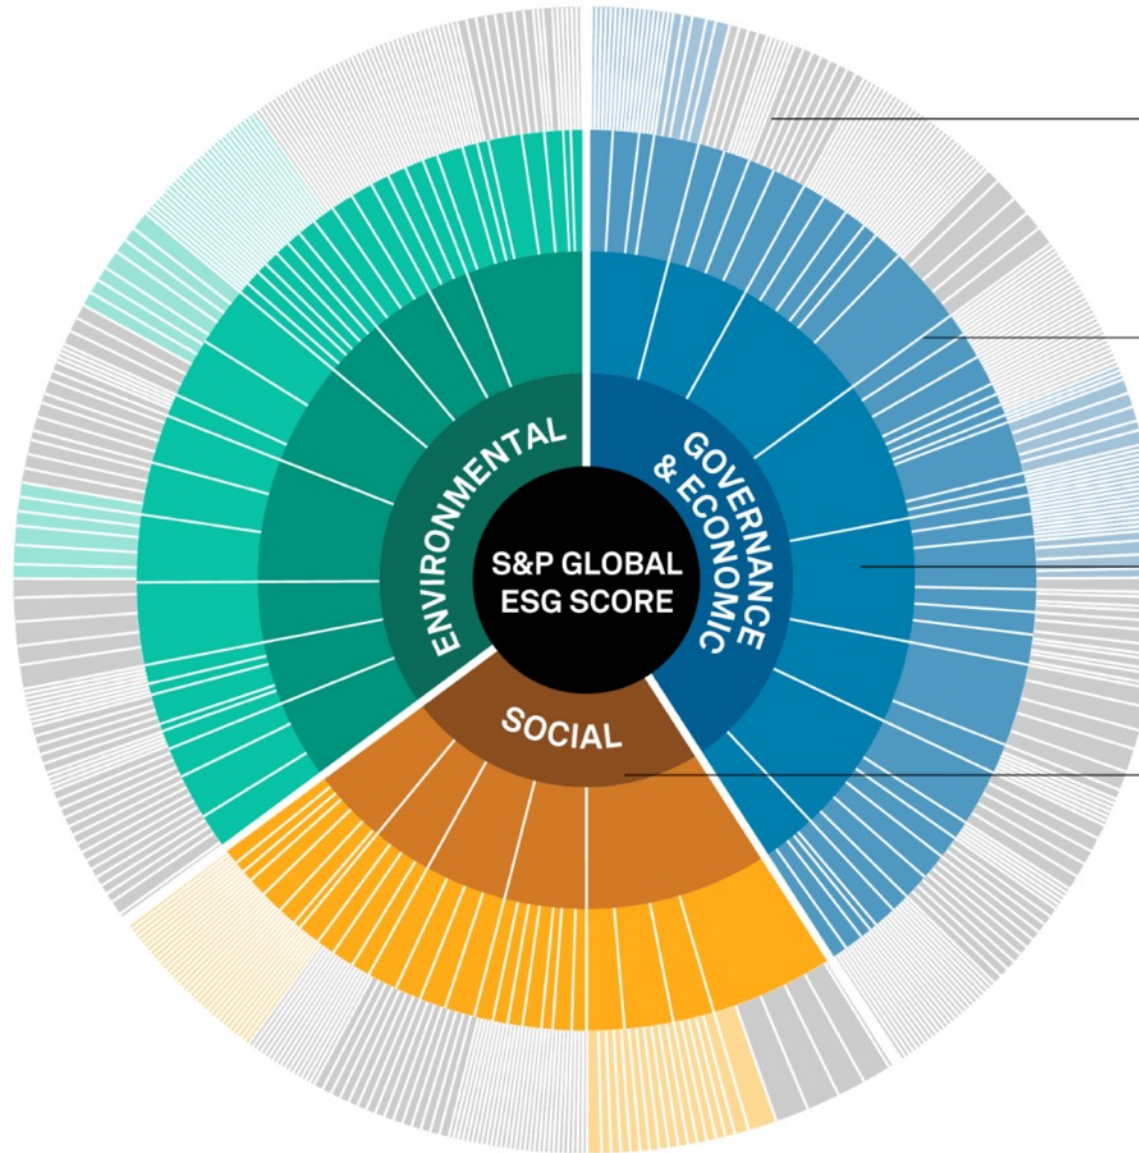 ENVIRONMENTAL
GOVERNANCE
& ECONOMIC
S&P GLOBAL
ESG SCORE
SOCIAL